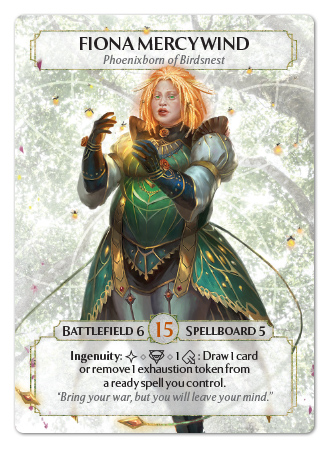 FIONA MERCYWIND
Phoenixborn of Birdsnest
BATTLEFIELD 6 15 SPELLBOARD 5
Ingenuity: 1 : Draw 1 card
or remove 1 exhaustion token from
a ready spell you control.
"Bring your war, but you will leave your mind."